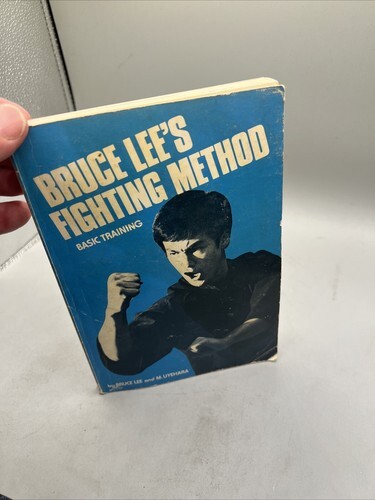 BRUCE LEE'S
FIGHTING METHOD
BASIC TRAINING
by BRUCE LEE and M. UYEHARA